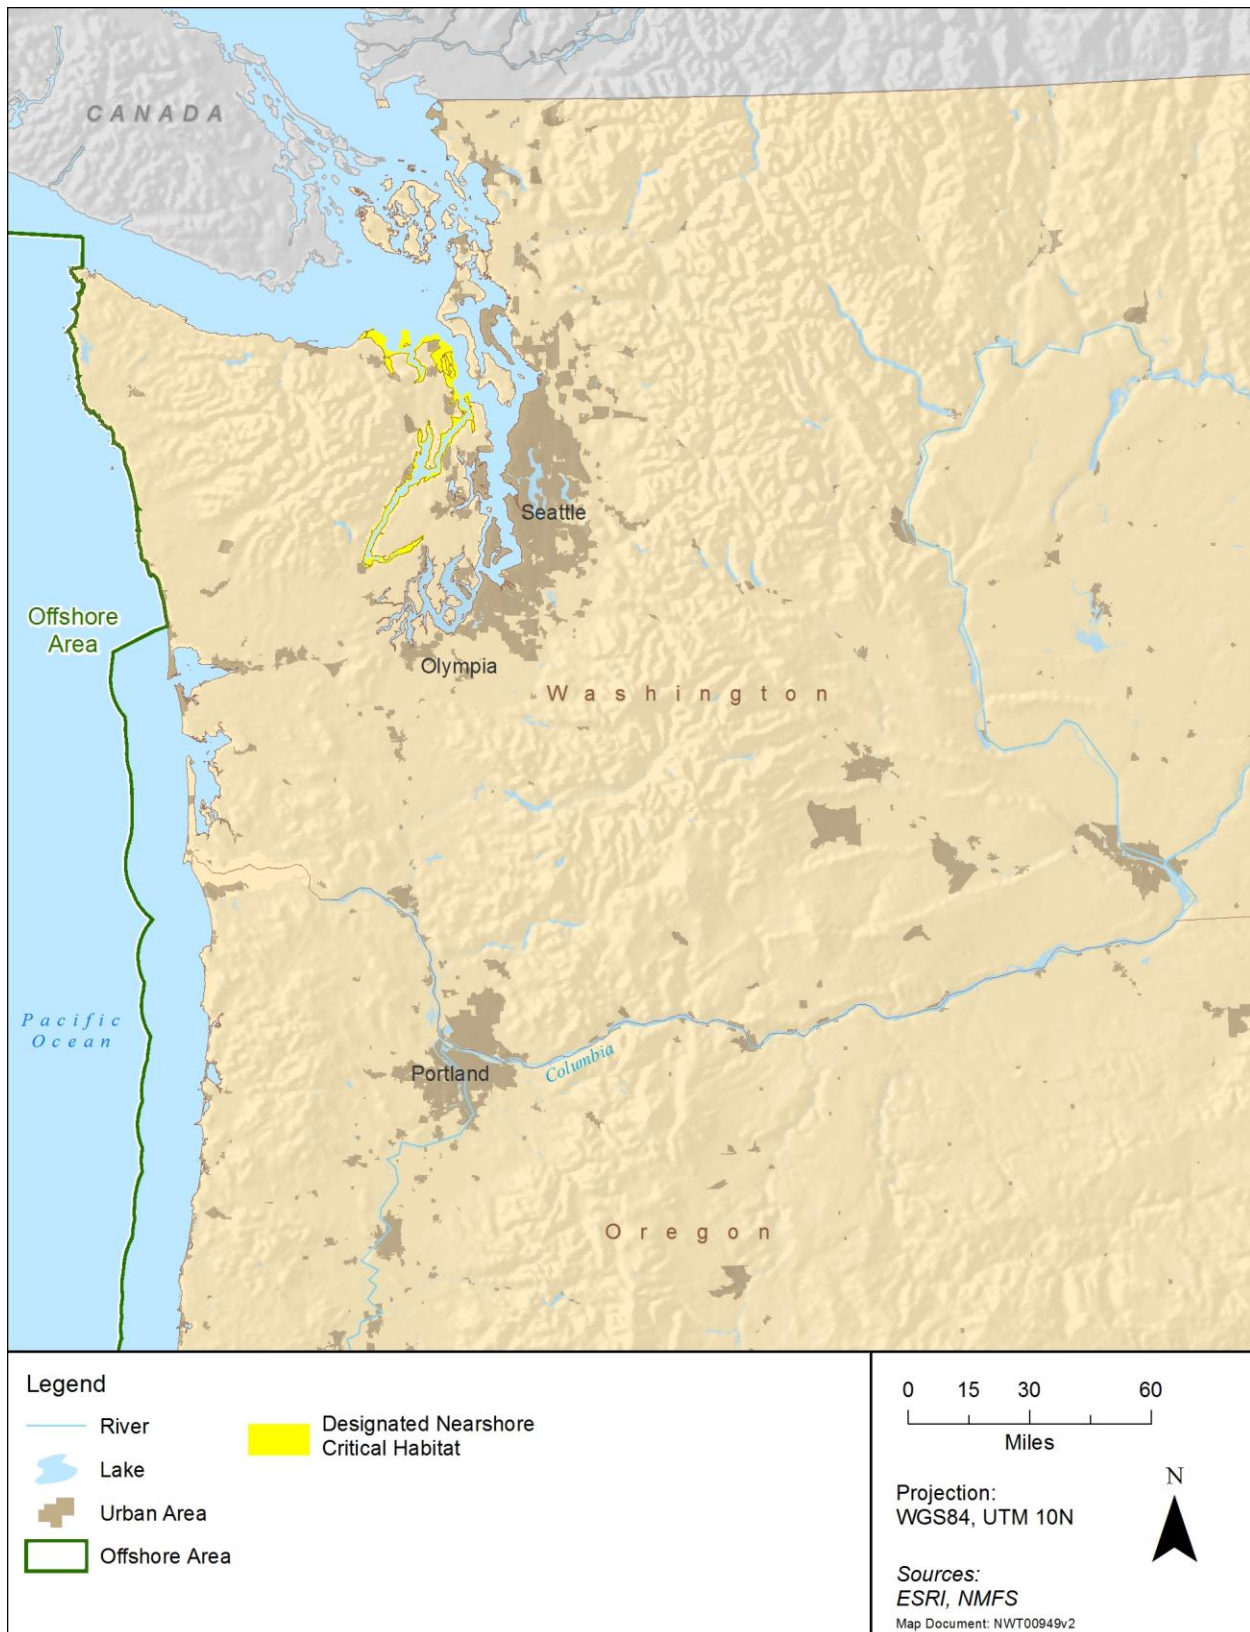 CANADA
Seattle
Offshore
Area
Olympia
Washington
Pacific
Ocean
Columbia
Portland
Oregon
Legend
River
Lake
Urban Area
Offshore Area
Designated Nearshore
Critical Habitat
0 15 30 60
Miles
N
Projection:
WGS84, UTM 10N
Sources:
ESRI, NMFS
Map Document: NWT00949v2